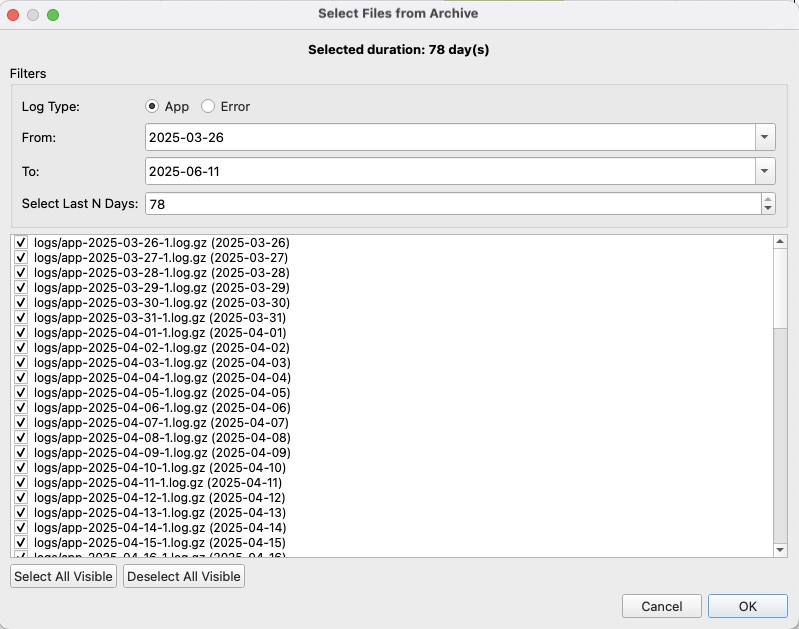 Select Files from Archive
Selected duration: 78 day(s)
Filters
Log Type: App Error
From: 2025-03-26
To: 2025-06-11
Select Last N Days: 78
logs/app-2025-03-26-1.log.gz (2025-03-26)
logs/app-2025-03-27-1.log.gz (2025-03-27)
logs/app-2025-03-28-1.log.gz (2025-03-28)
logs/app-2025-03-29-1.log.gz (2025-03-29)
logs/app-2025-03-30-1.log.gz (2025-03-30)
logs/app-2025-03-31-1.log.gz (2025-03-31)
logs/app-2025-04-01-1.log.gz (2025-04-01)
logs/app-2025-04-02-1.log.gz (2025-04-02)
logs/app-2025-04-03-1.log.gz (2025-04-03)
logs/app-2025-04-04-1.log.gz (2025-04-04)
logs/app-2025-04-05-1.log.gz (2025-04-05)
logs/app-2025-04-06-1.log.gz (2025-04-06)
logs/app-2025-04-07-1.log.gz (2025-04-07)
logs/app-2025-04-08-1.log.gz (2025-04-08)
logs/app-2025-04-09-1.log.gz (2025-04-09)
logs/app-2025-04-10-1.log.gz (2025-04-10)
logs/app-2025-04-11-1.log.gz (2025-04-11)
logs/app-2025-04-12-1.log.gz (2025-04-12)
logs/app-2025-04-13-1.log.gz (2025-04-13)
logs/app-2025-04-14-1.log.gz (2025-04-14)
logs/app-2025-04-15-1.log.gz (2025-04-15)
logs/app-2025-04-16-1.log.gz (2025-04-16)
Select All Visible Deselect All Visible
Cancel OK